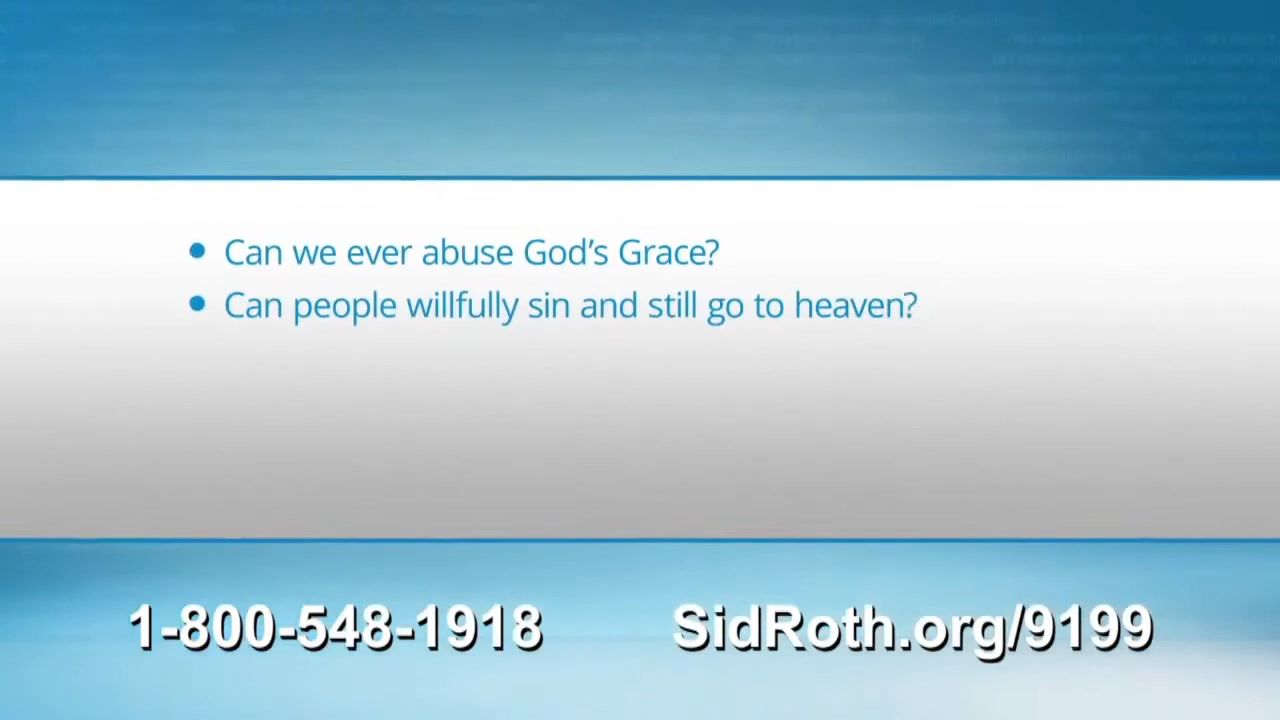 • Can we ever abuse God’s Grace?
• Can people willfully sin and still go to heaven?
1-800-548-1918 SidRoth.org/9199